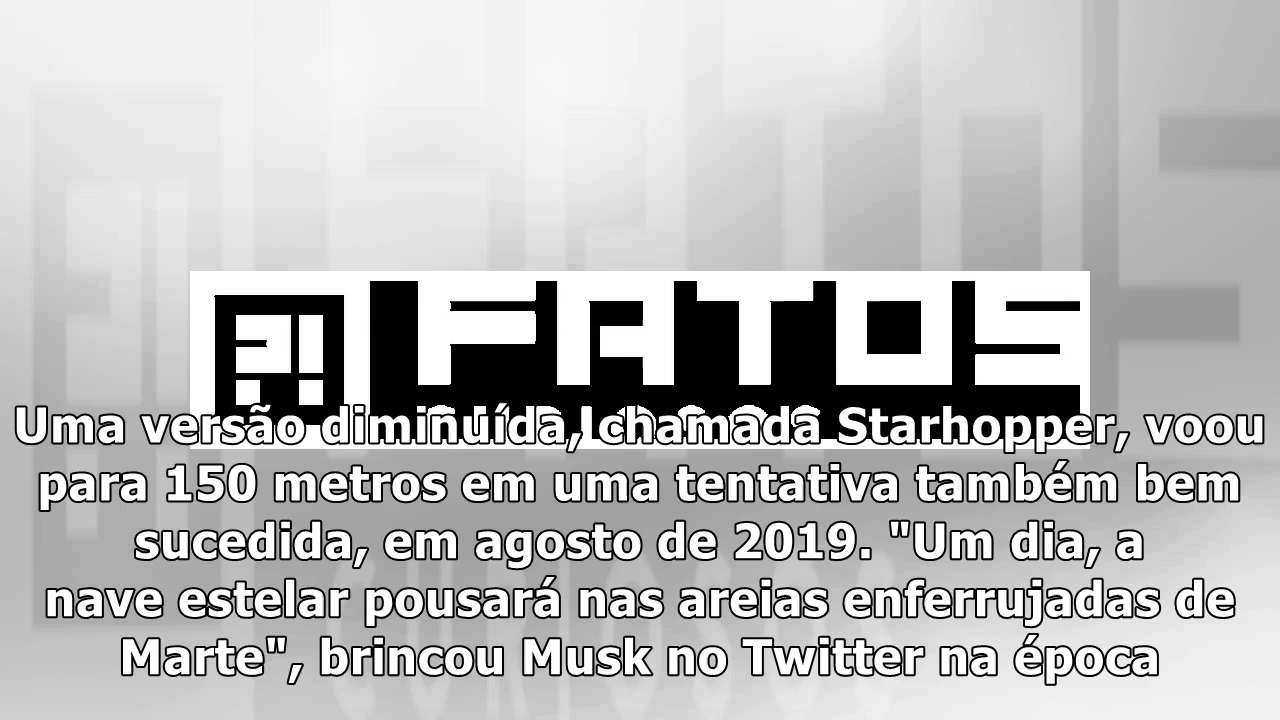 ?!
FATOS
CURIOSOS
Uma versão diminuída, chamada Starhopper, voou
para 150 metros em uma tentativa também bem
sucedida, em agosto de 2019. "Um dia, a
nave estelar pousará nas areias enferrujadas de
Marte", brincou Musk no Twitter na época